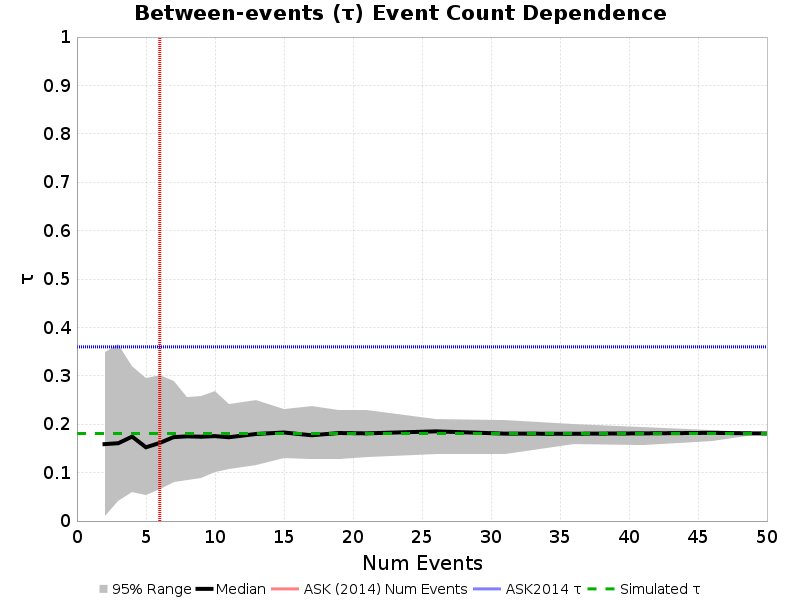 Between-events (τ) Event Count Dependence
1
0.9
0.8
0.7
0.6
0.5
0.4
0.3
0.2
0.1
0
τ
0 5 10 15 20 25 30 35 40 45 50
Num Events
95% Range Median ASK (2014) Num Events ASK2014 τ Simulated τ